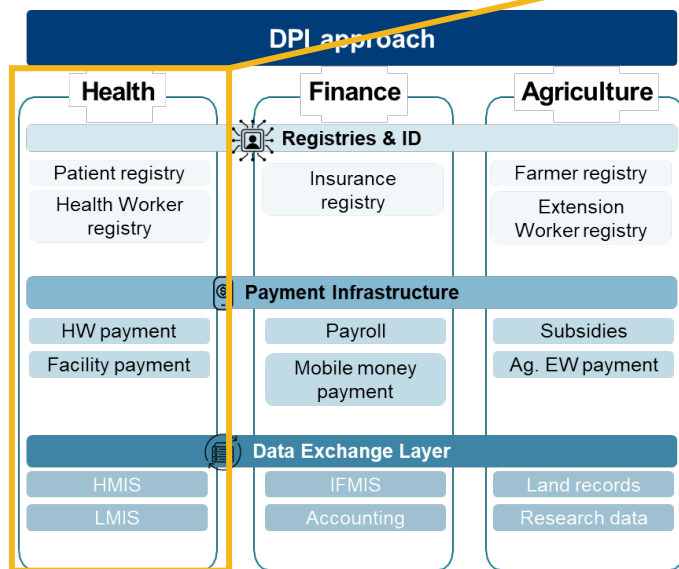 DPI approach
Health
Finance
Agriculture
Registries & ID
Patient registry
Health Worker
registry
Insurance
registry
Farmer registry
Extension
Worker registry
Payment Infrastructure
HW payment
Facility payment
Payroll
Mobile money
payment
Subsidies
Ag. EW payment
Data Exchange Layer
HMIS
LMIS
IFMIS
Accounting
Land records
Research data